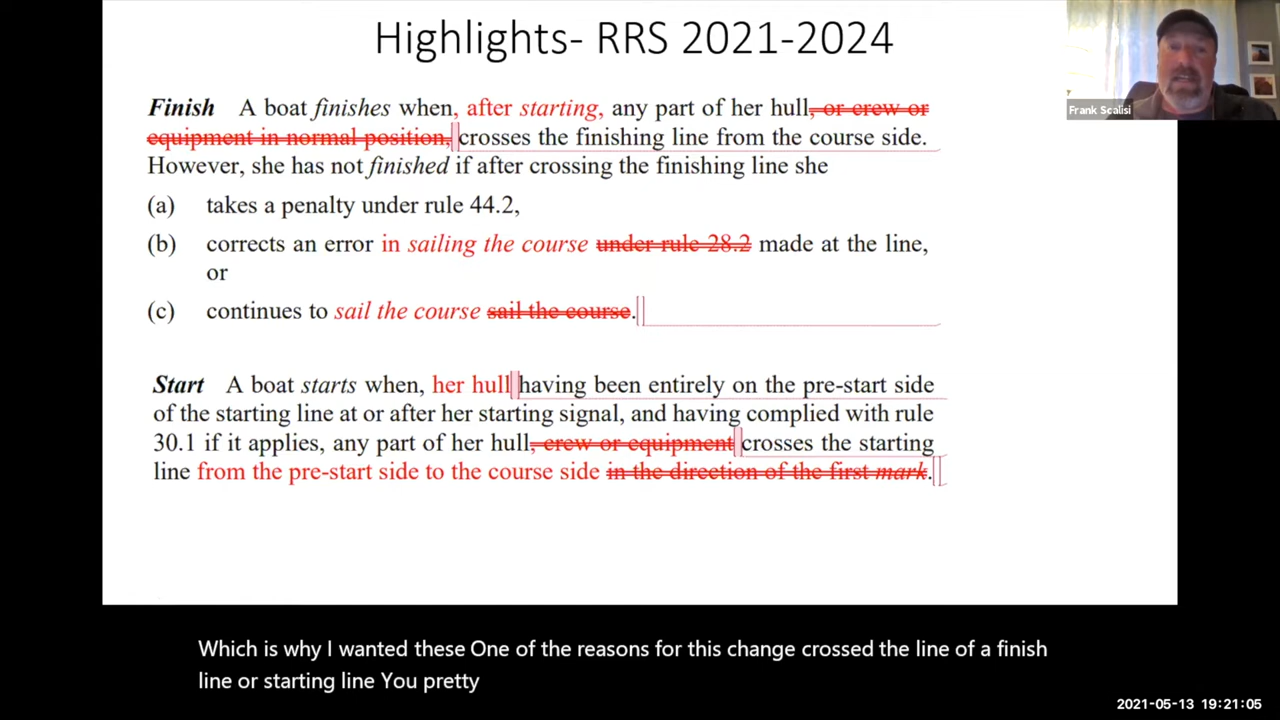 Highlights- RRS 2021-2024
Frank Scalisi
Finish A boat finishes when, after starting, any part of her hull, or crew or
equipment in normal position, crosses the finishing line from the course side.
However, she has not finished if after crossing the finishing line she
(a) takes a penalty under rule 44.2,
(b) corrects an error in sailing the course under rule 28.2 made at the line,
or
(c) continues to sail the course sail the course.
Start A boat starts when, her hull having been entirely on the pre-start side
of the starting line at or after her starting signal, and having complied with rule
30.1 if it applies, any part of her hull, crew or equipment crosses the starting
line from the pre-start side to the course side in the direction of the first mark.
Which is why I wanted these One of the reasons for this change crossed the line of a finish
line or starting line You pretty
2021-05-13 19:21:05